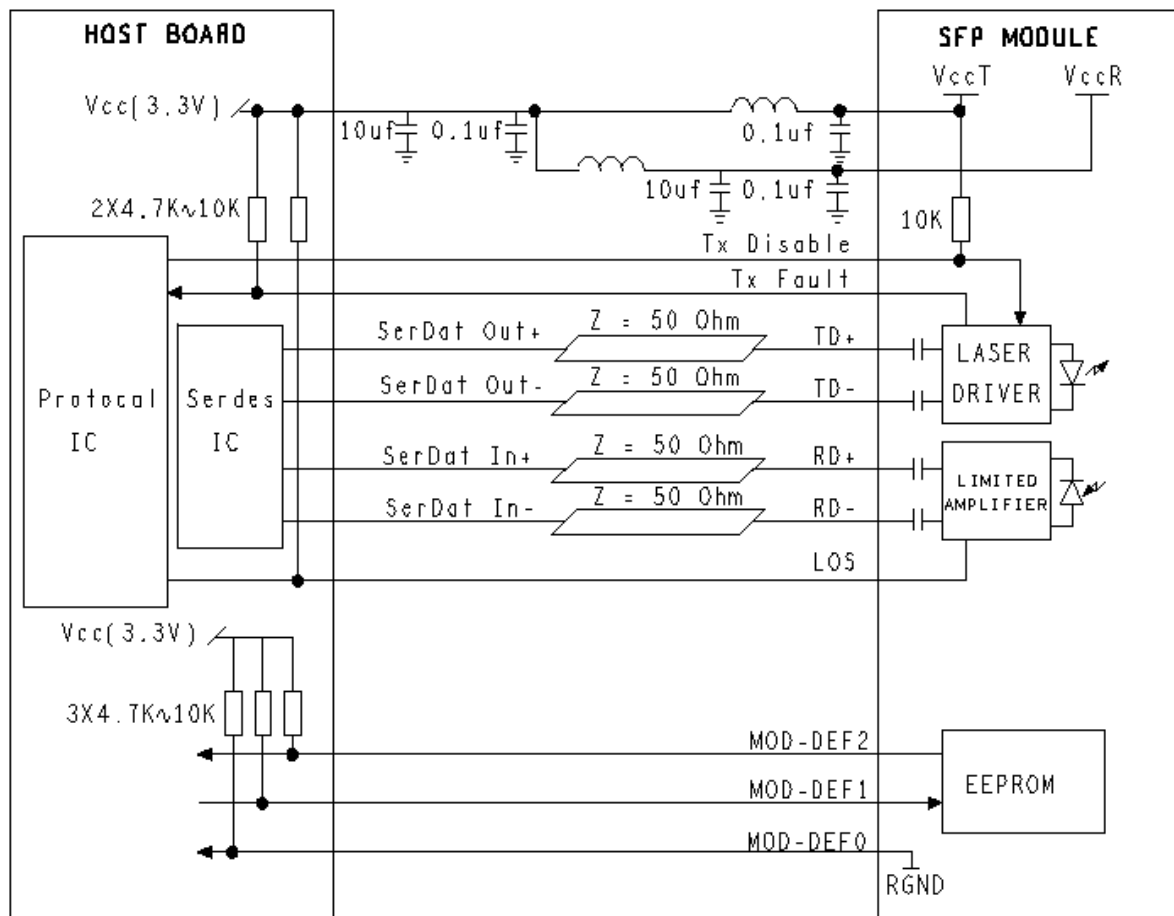 HOST BOARD
SFP MODULE
VccT
VccR
Vcc(3.3V)
10uf
0.1uf
0.1uf
10uf
0.1uf
2X4.7K∿10K
10K
Tx Disable
Tx Fault
Protocal
IC
Serdes
IC
SerDat Out+
Z = 50 Ohm
TD+
SerDat Out-
Z = 50 Ohm
TD-
SerDat In+
Z = 50 Ohm
RD+
SerDat In-
Z = 50 Ohm
RD-
LASER
DRIVER
LIMITED
AMPLIFIER
LOS
Vcc(3.3V)
3X4.7K∿10K
MOD-DEF2
MOD-DEF1
MOD-DEF0
EEPROM
RGND